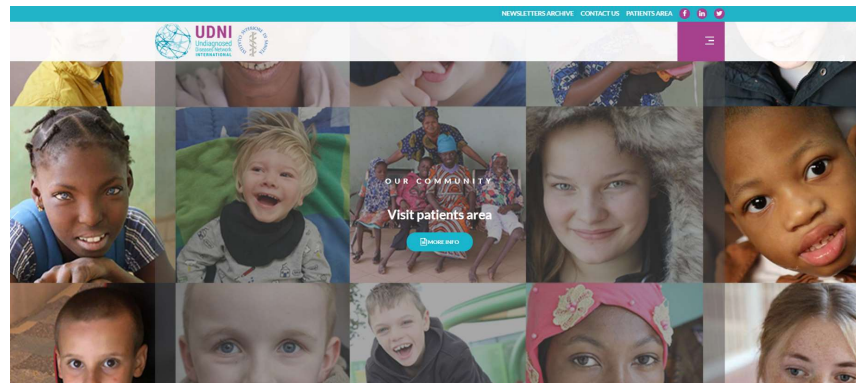 NEWSLETTERS ARCHIVE CONTACT US PATIENTS AREA
UDNI
Undiagnosed
Diseases Network
INTERNATIONAL
OUR COMMUNITY
Visit patients area
MORE INFO